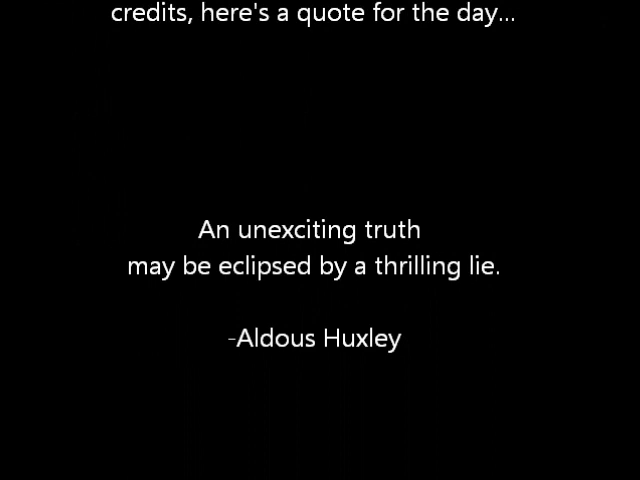 credits, here's a quote for the day...
An unexciting truth
may be eclipsed by a thrilling lie.
-Aldous Huxley